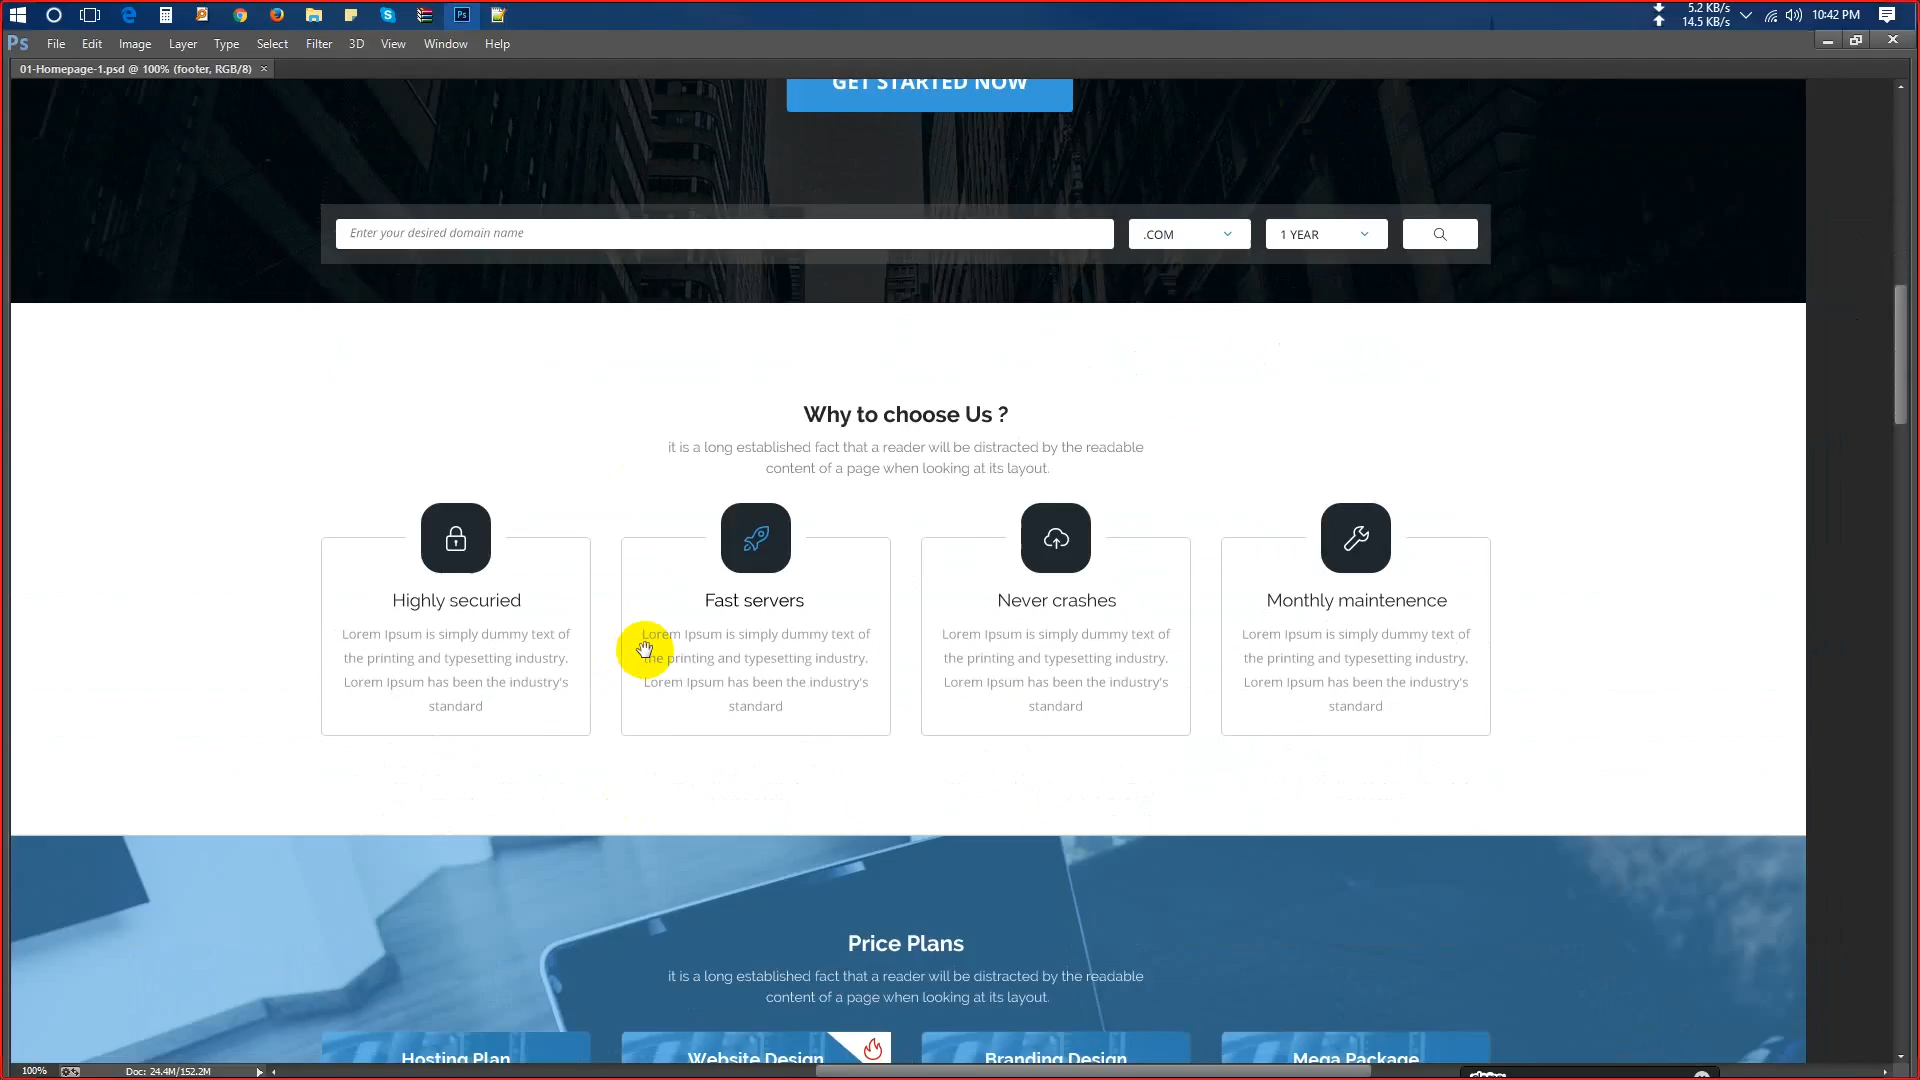 5.2 KB/s
14.5 KB/s
10:42 PM
Ps
Ps File Edit Image Layer Type Select Filter 3D View Window Help
01-Homepage-1.psd @ 100% (footer, RGB/8) ×
GET STARTED NOW
Enter your desired domain name .COM 1 YEAR
Why to choose Us ?
it is a long established fact that a reader will be distracted by the readable
content of a page when looking at its layout.
Highly securied
Lorem Ipsum is simply dummy text of
the printing and typesetting industry.
Lorem Ipsum has been the industry's
standard
Fast servers
Lorem Ipsum is simply dummy text of
the printing and typesetting industry.
Lorem Ipsum has been the industry's
standard
Never crashes
Lorem Ipsum is simply dummy text of
the printing and typesetting industry.
Lorem Ipsum has been the industry's
standard
Monthly maintenence
Lorem Ipsum is simply dummy text of
the printing and typesetting industry.
Lorem Ipsum has been the industry's
standard
Price Plans
it is a long established fact that a reader will be distracted by the readable
content of a page when looking at its layout.
Hosting Plan Website Design Branding Design Mega Package
100% Doc: 24.4M/152.2M